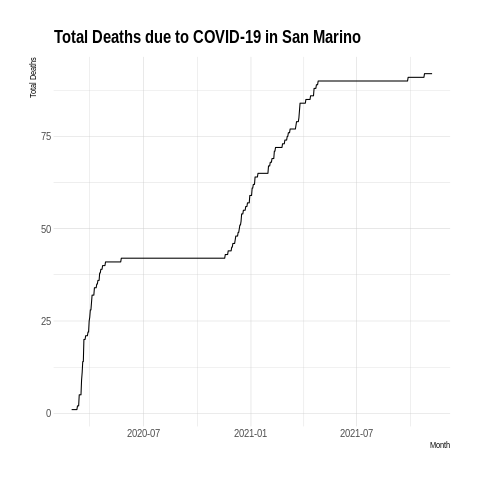 Total Deaths due to COVID-19 in San Marino
Total Deaths
75
50
25
0
2020-07
2021-01
2021-07
Month